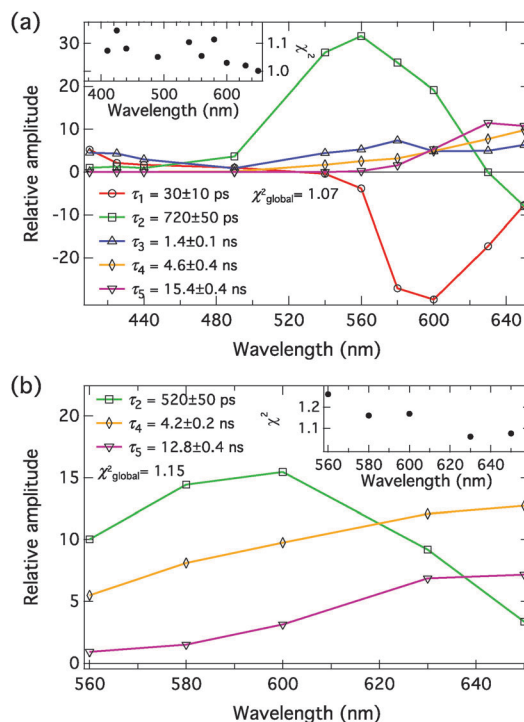 (a)
30
20
10
0
-10
-20
Relative amplitude
1.1
1.0
χ²
400 500 600
Wavelength (nm)
τ1 = 30±10 ps
χ²global = 1.07
τ2 = 720±50 ps
τ3 = 1.4±0.1 ns
τ4 = 4.6±0.4 ns
τ5 = 15.4±0.4 ns
440 480 520 560 600 640
Wavelength (nm)
(b)
20
15
10
5
0
Relative amplitude
τ2 = 520±50 ps
τ4 = 4.2±0.2 ns
τ5 = 12.8±0.4 ns
χ²global = 1.15
χ²
1.2
1.1
560 580 600 620 640
Wavelength (nm)
560 580 600 620 640
Wavelength (nm)